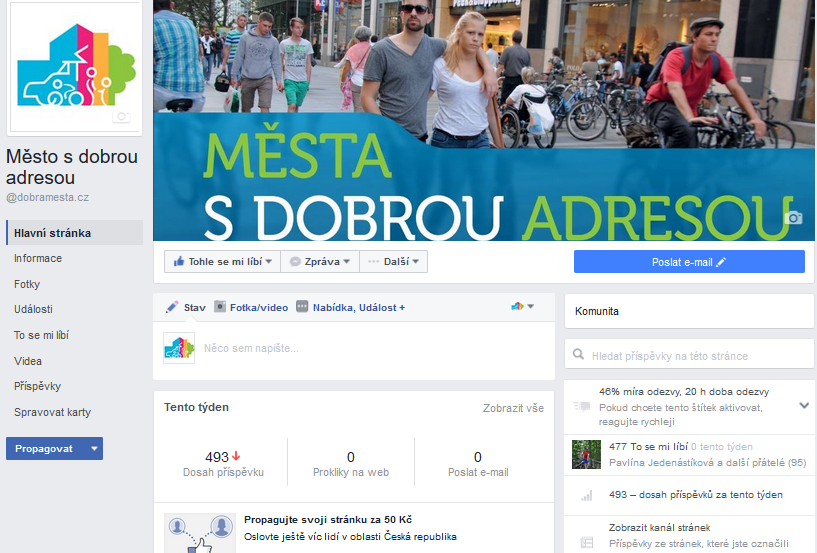 MĚSTA
S DOBROU ADRESOU
Město s dobrou
adresou
@dobramesta.cz
Hlavní stránka
Informace
Fotky
Události
To se mi líbí
Videa
Příspěvky
Spravovat karty
Propagovat
Tohle se mi líbí
Zpráva
Další
Poslat e-mail
Stav
Fotka/video
Nabídka, Událost +
Něco sem napište...
Tento týden
Zobrazit vše
493
0
0
Dosah příspěvku
Prokliky na web
Poslat e-mail
Propagujte svoji stránku za 50 Kč
Oslovte ještě víc lidí v oblasti Česká republika
Komunita
Hledat příspěvky na této stránce
46% míra odezvy, 20 h doba odezvy
Pokud chcete tento štítek aktivovat,
reagujte rychleji
477 To se mi líbí 0 tento týden
Pavlína Jedenástíková a další přátelé (95)
493 – dosah příspěvků za tento týden
Zobrazit kanál stránek
Příspěvky ze stránek, které jste označili